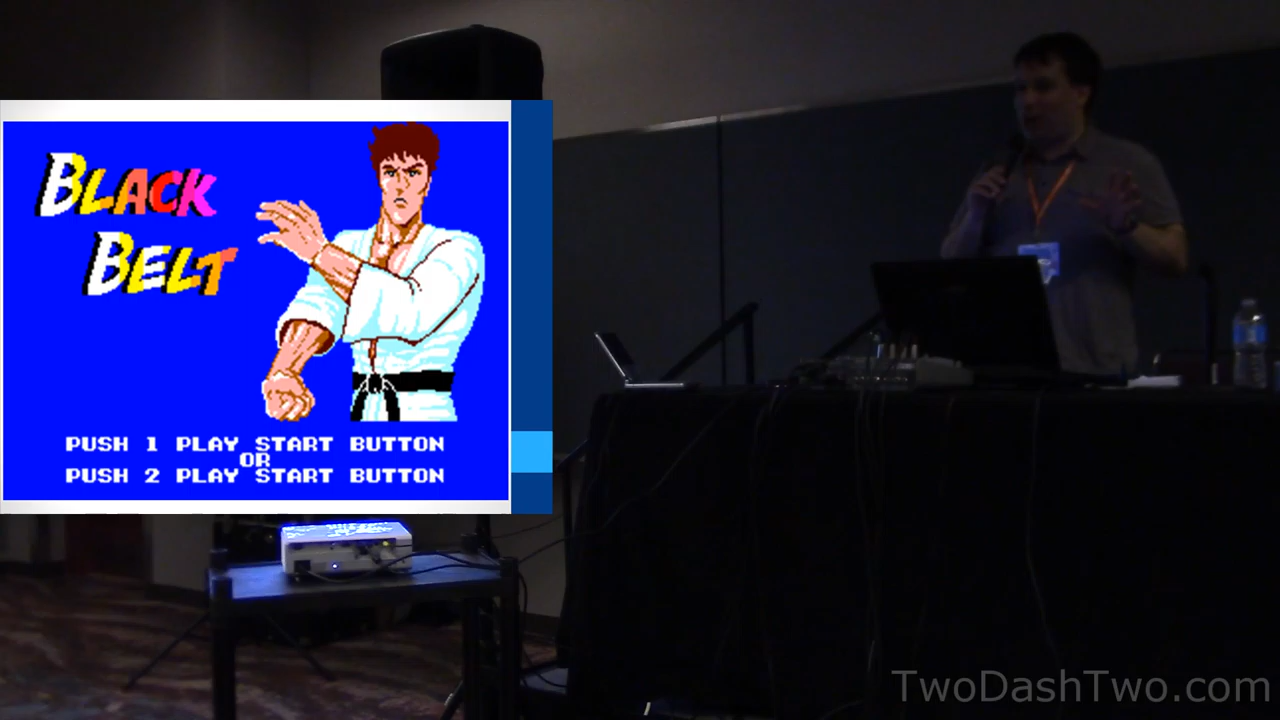 BLACK
BELT
PUSH 1 PLAY START BUTTON
OR
PUSH 2 PLAY START BUTTON
TwoDashTwo.com